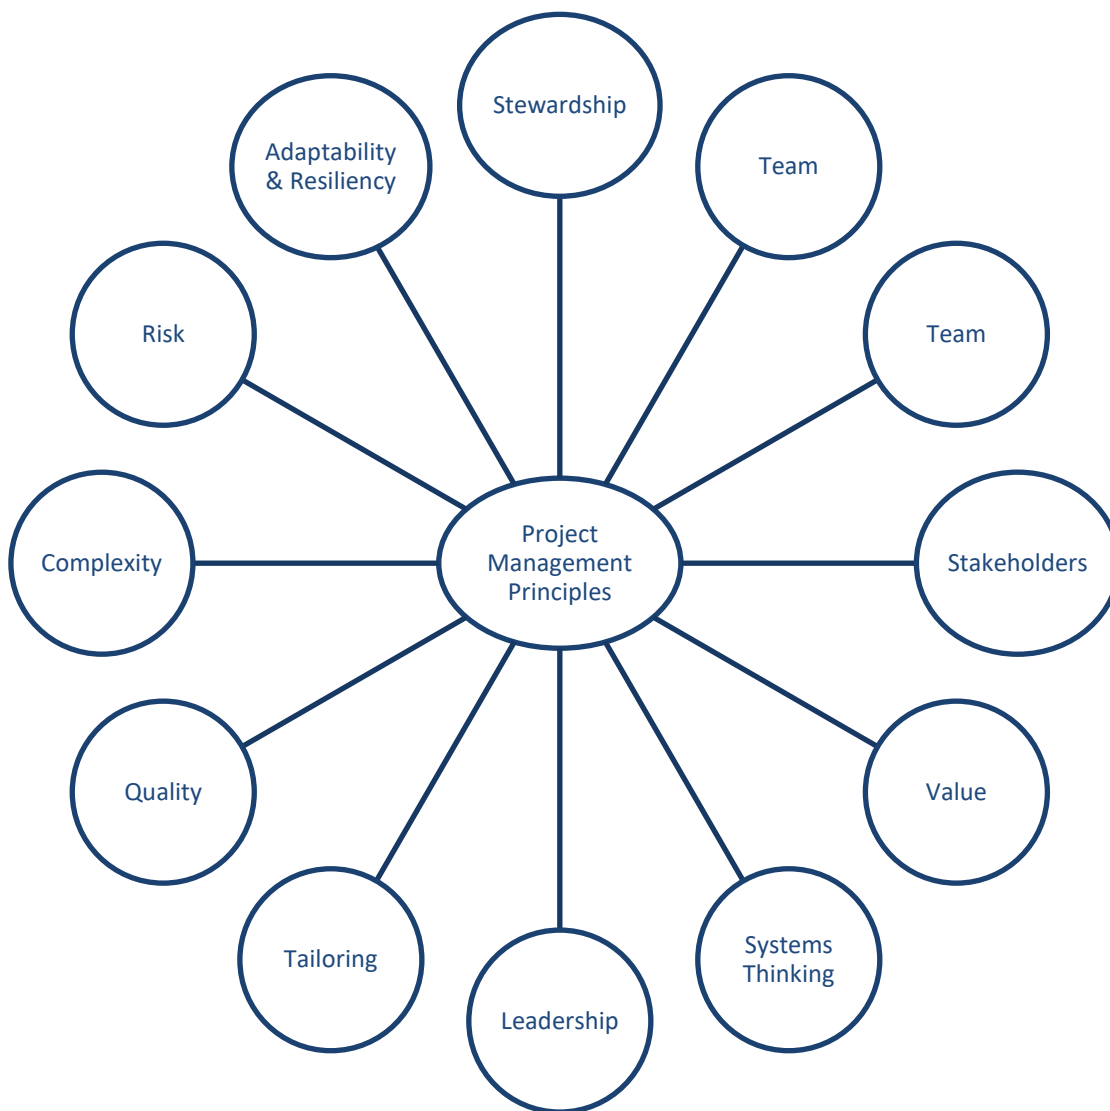 Stewardship
Team
Team
Stakeholders
Value
Systems
Thinking
Leadership
Tailoring
Quality
Complexity
Risk
Adaptability
& Resiliency
Project
Management
Principles